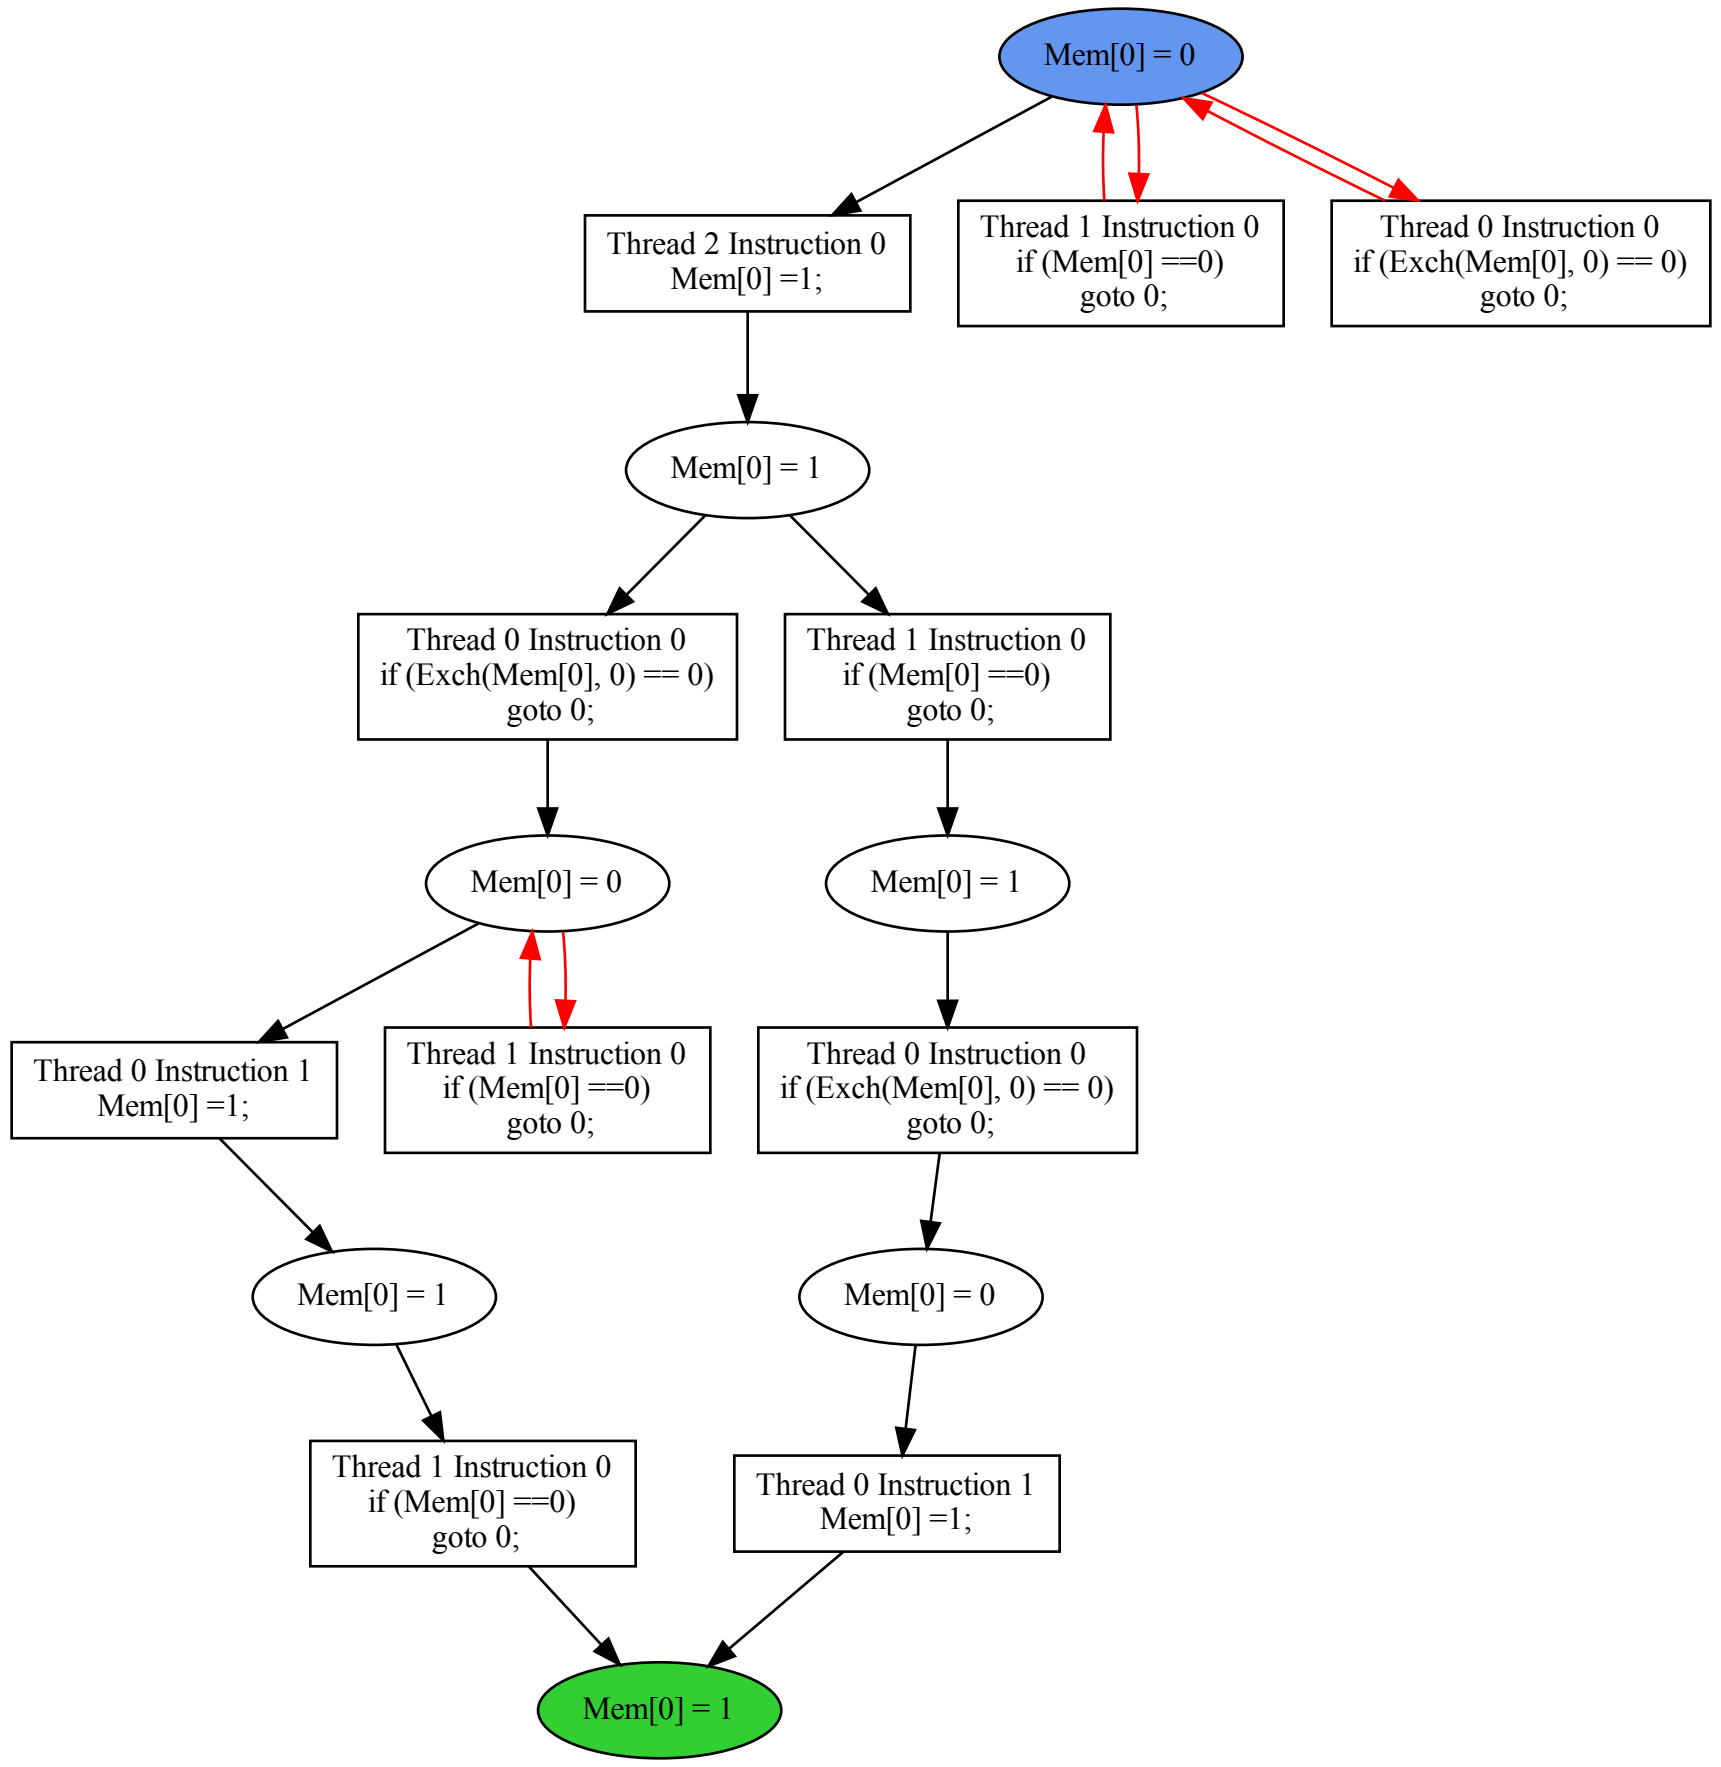 Mem[0] = 0
Thread 2 Instruction 0
Mem[0] =1;
Thread 1 Instruction 0
if (Mem[0] ==0)
goto 0;
Thread 0 Instruction 0
if (Exch(Mem[0], 0) == 0)
goto 0;
Mem[0] = 1
Thread 0 Instruction 0
if (Exch(Mem[0], 0) == 0)
goto 0;
Thread 1 Instruction 0
if (Mem[0] ==0)
goto 0;
Mem[0] = 0
Mem[0] = 1
Thread 0 Instruction 1
Mem[0] =1;
Thread 1 Instruction 0
if (Mem[0] ==0)
goto 0;
Thread 0 Instruction 0
if (Exch(Mem[0], 0) == 0)
goto 0;
Mem[0] = 1
Mem[0] = 0
Thread 1 Instruction 0
if (Mem[0] ==0)
goto 0;
Thread 0 Instruction 1
Mem[0] =1;
Mem[0] = 1